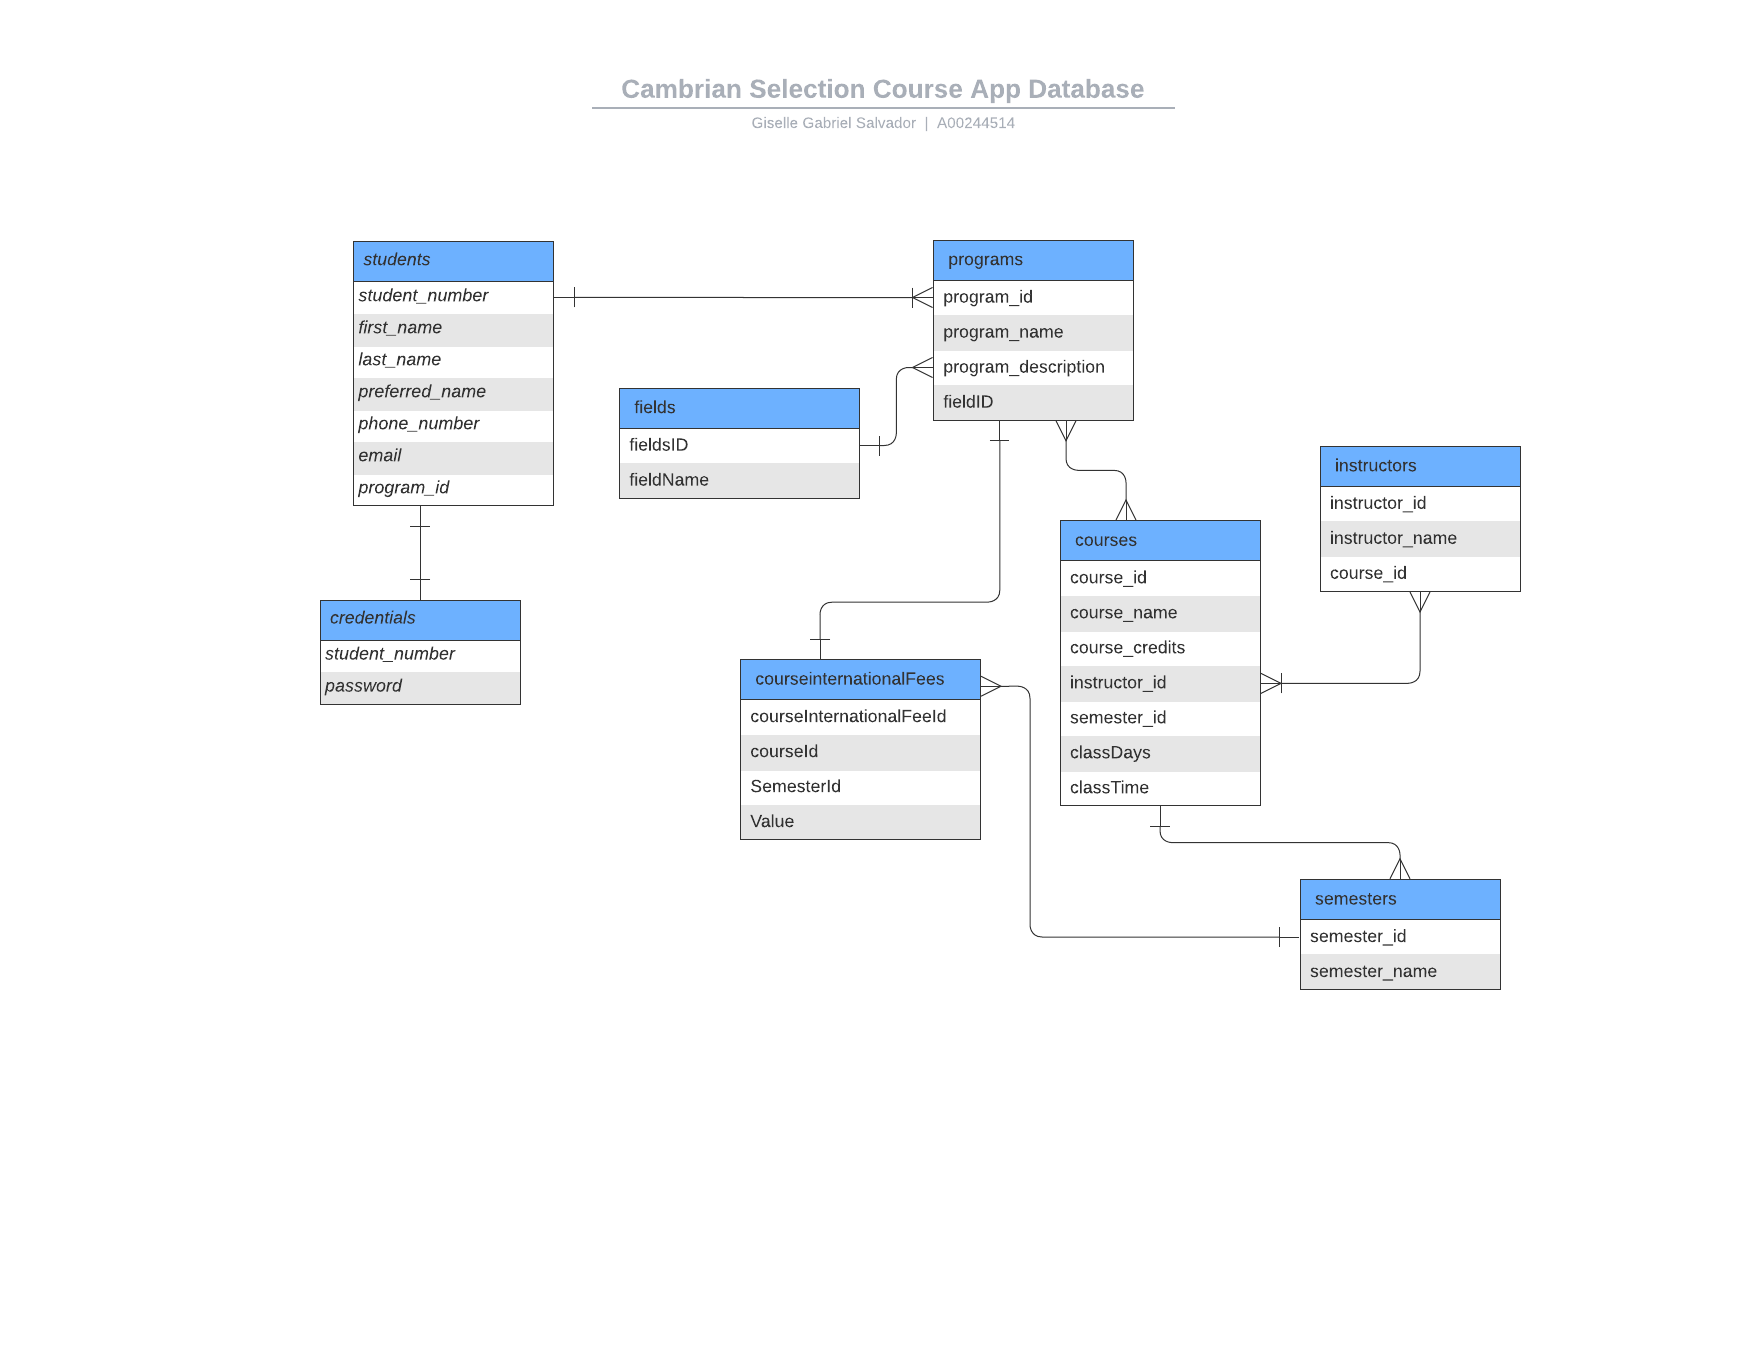 Cambrian Selection Course App Database
Giselle Gabriel Salvador | A00244514
students
student_number
first_name
last_name
preferred_name
phone_number
email
program_id
programs
program_id
program_name
program_description
fieldID
fields
fieldsID
fieldName
instructors
instructor_id
instructor_name
course_id
courses
course_id
course_name
course_credits
instructor_id
semester_id
classDays
classTime
credentials
student_number
password
courseinternationalFees
courseInternationalFeeId
courseId
SemesterId
Value
semesters
semester_id
semester_name